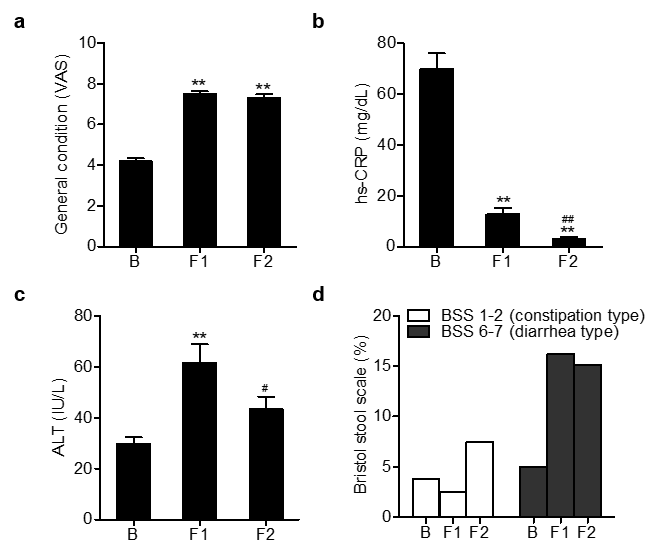 a
General condition (VAS)
10
8
6
4
2
0
**
**
B F1 F2
b
hs-CRP (mg/dL)
80
60
40
20
0
**
##
**
B F1 F2
c
ALT (IU/L)
80
60
40
20
0
**
#
B F1 F2
d
Bristol stool scale (%)
20
15
10
5
0
BSS 1-2 (constipation type)
BSS 6-7 (diarrhea type)
B F1 F2 B F1 F2